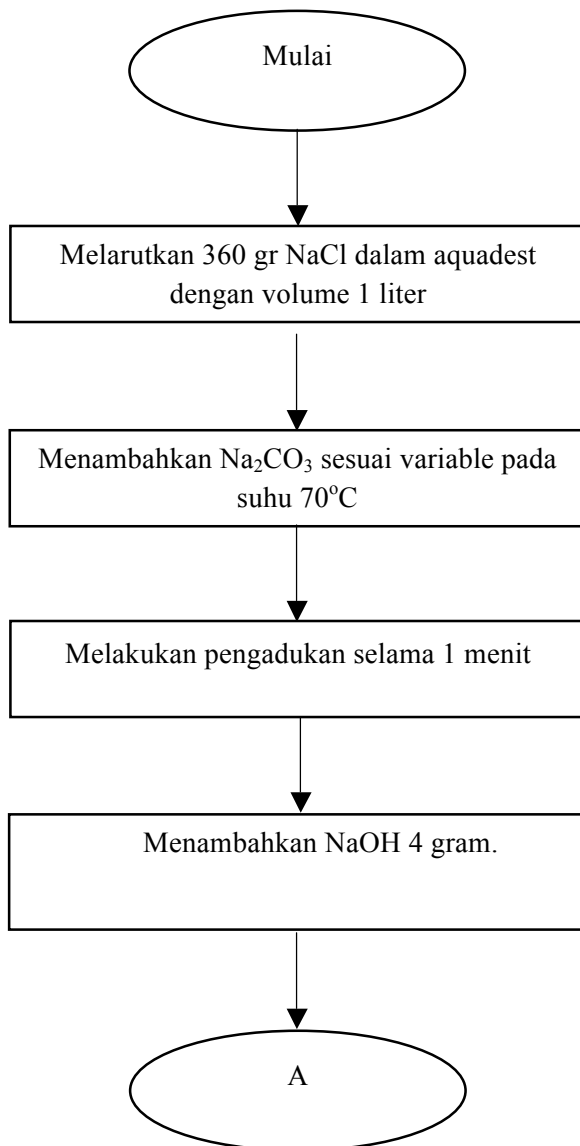 Mulai
Melarutkan 360 gr NaCl dalam aquadest
dengan volume 1 liter
Menambahkan Na₂CO₃ sesuai variable pada
suhu 70°C
Melakukan pengadukan selama 1 menit
Menambahkan NaOH 4 gram.
A